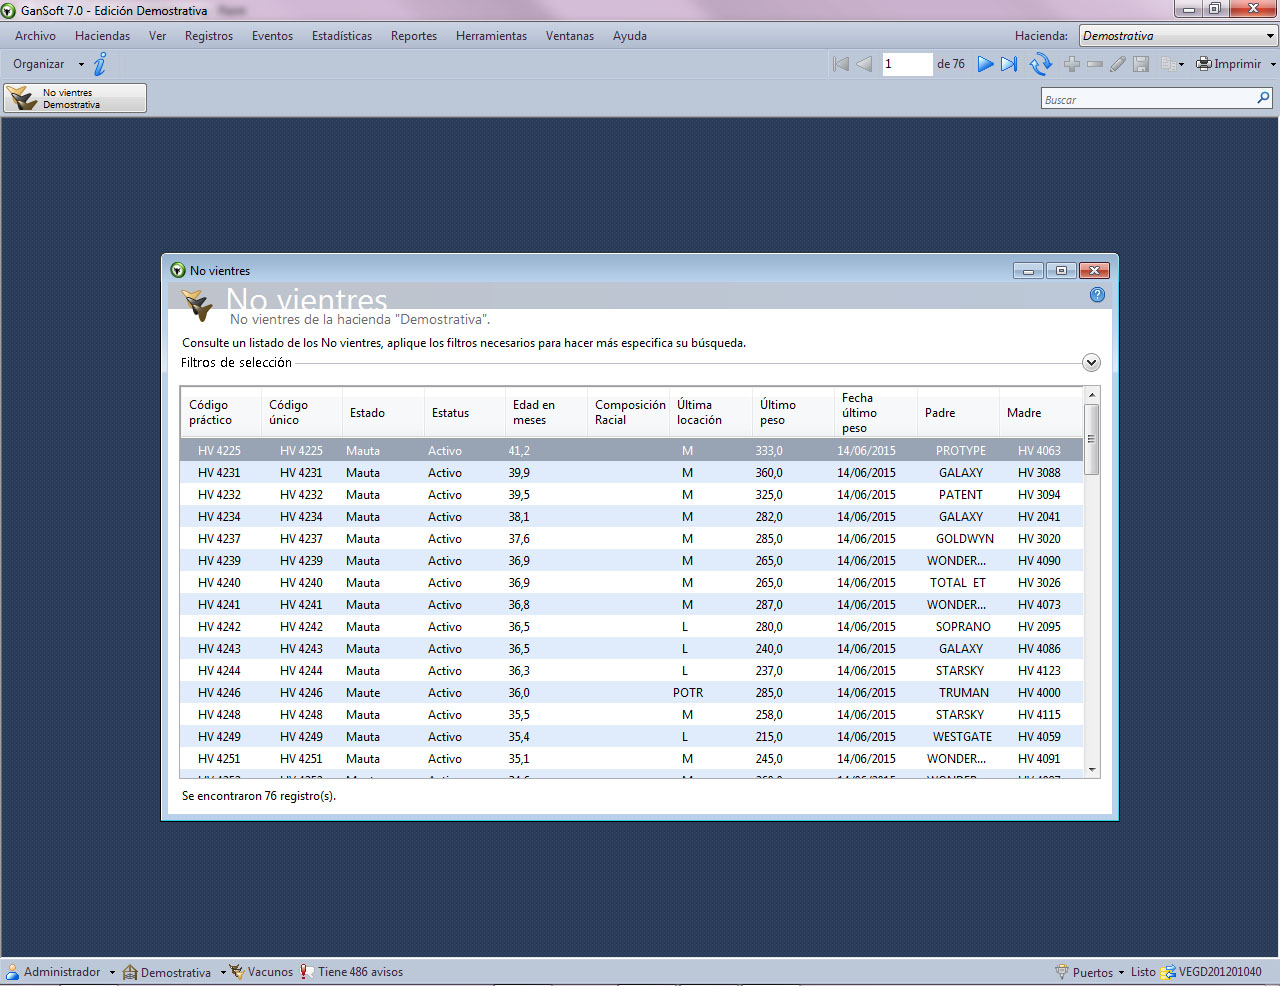 GanSoft 7.0 - Edición Demostrativa
Archivo Haciendas Ver Registros Eventos Estadísticas Reportes Herramientas Ventanas Ayuda Hacienda: Demostrativa
Organizar 1 de 76 Imprimir
No vientres
Demostrativa
Buscar
No vientres
No vientres
No vientres de la hacienda "Demostrativa".
Consulte un listado de los No vientres, aplique los filtros necesarios para hacer más especifica su búsqueda.
Filtros de selección
Código práctico Código único Estado Estatus Edad en meses Composición Racial Última locación Último peso Fecha último peso Padre Madre
HV 4225 HV 4225 Mauta Activo 41,2 M 333,0 14/06/2015 PROTYPE HV 4063
HV 4231 HV 4231 Mauta Activo 39,9 M 360,0 14/06/2015 GALAXY HV 3088
HV 4232 HV 4232 Mauta Activo 39,5 M 325,0 14/06/2015 PATENT HV 3094
HV 4234 HV 4234 Mauta Activo 38,1 M 282,0 14/06/2015 GALAXY HV 2041
HV 4237 HV 4237 Mauta Activo 37,6 M 285,0 14/06/2015 GOLDWYN HV 3020
HV 4239 HV 4239 Mauta Activo 36,9 M 265,0 14/06/2015 WONDER... HV 4090
HV 4240 HV 4240 Mauta Activo 36,9 M 265,0 14/06/2015 TOTAL ET HV 3026
HV 4241 HV 4241 Mauta Activo 36,8 M 287,0 14/06/2015 WONDER... HV 4073
HV 4242 HV 4242 Mauta Activo 36,5 L 280,0 14/06/2015 SOPRANO HV 2095
HV 4243 HV 4243 Mauta Activo 36,5 L 240,0 14/06/2015 GALAXY HV 4086
HV 4244 HV 4244 Mauta Activo 36,3 L 237,0 14/06/2015 STARSKY HV 4123
HV 4246 HV 4246 Maute Activo 36,0 POTR 285,0 14/06/2015 TRUMAN HV 4000
HV 4248 HV 4248 Mauta Activo 35,5 M 258,0 14/06/2015 STARSKY HV 4115
HV 4249 HV 4249 Mauta Activo 35,4 L 215,0 14/06/2015 WESTGATE HV 4059
HV 4251 HV 4251 Mauta Activo 35,1 M 245,0 14/06/2015 WONDER... HV 4091
Se encontraron 76 registro(s).
Administrador Demostrativa Vacunos Tiene 486 avisos Puertos Listo VEGD201201040